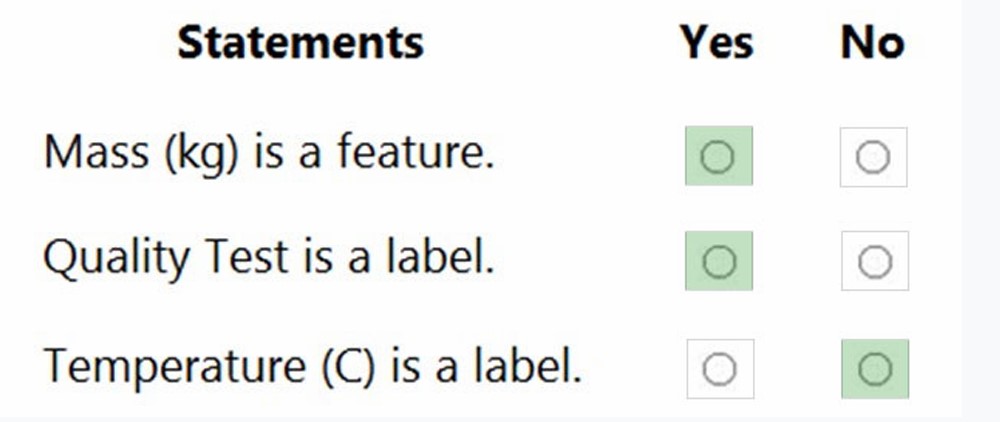 Statements Yes No
Mass (kg) is a feature.
Quality Test is a label.
Temperature (C) is a label.